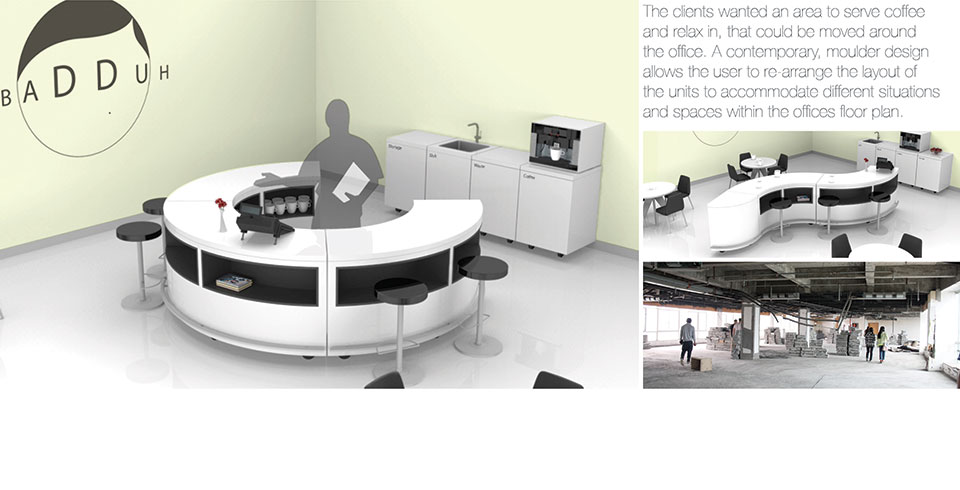 BADDUH
Storage
Sink
Waste
Coffee
The clients wanted an area to serve coffee
and relax in, that could be moved around
the office. A contemporary, moulder design
allows the user to re-arrange the layout of
the units to accommodate different situations
and spaces within the offices floor plan.